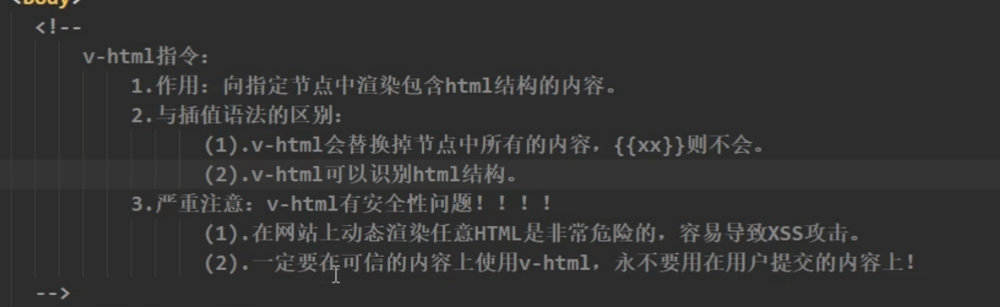 <body>
<!--
v-html指令：
1.作用：向指定节点中渲染包含html结构的内容。
2.与插值语法的区别：
(1).v-html会替换掉节点中所有的内容，{{xx}}则不会。
(2).v-html可以识别html结构。
3.严重注意：v-html有安全性问题！！！！
(1).在网站上动态渲染任意HTML是非常危险的，容易导致XSS攻击。
(2).一定要在可信的内容上使用v-html，永不要用在用户提交的内容上！
-->